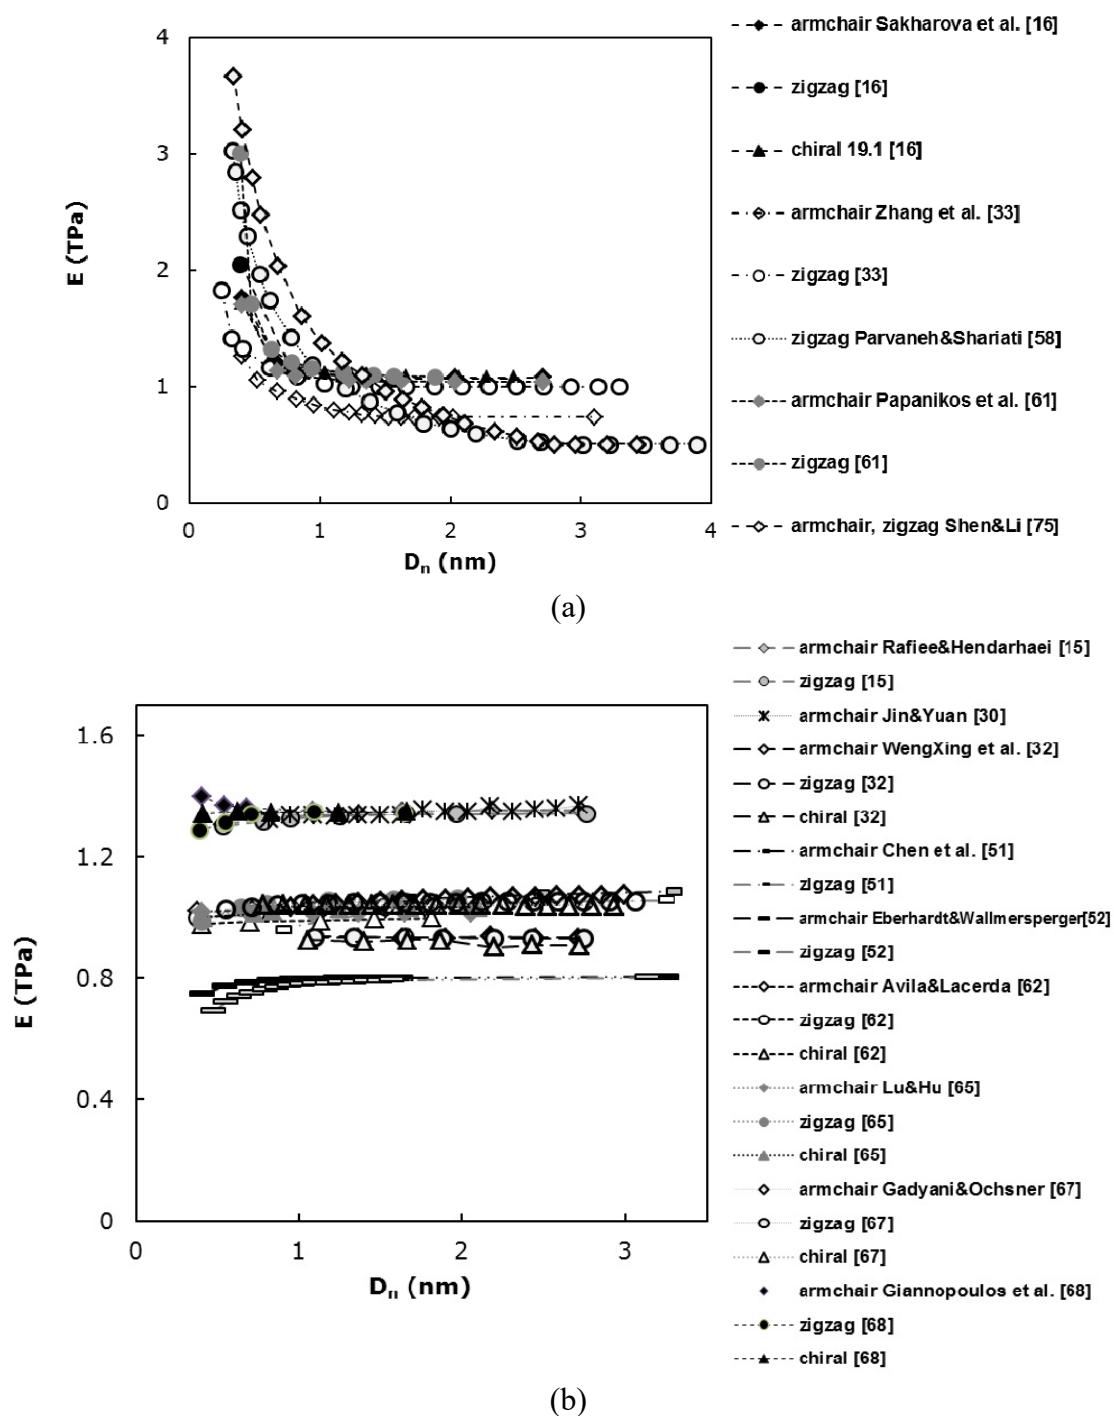 4
3
2
1
0
E (TPa)
0 1 2 3 4
Dₙ (nm)
armchair Sakharova et al. [16]
zigzag [16]
chiral 19.1 [16]
armchair Zhang et al. [33]
zigzag [33]
zigzag Parvaneh&Shariati [58]
armchair Papanikos et al. [61]
zigzag [61]
armchair, zigzag Shen&Li [75]
(a)
1.6
1.2
0.8
0.4
0
E (TPa)
0 1 2 3
Dₙ (nm)
armchair Rafiee&Hendarhaei [15]
zigzag [15]
armchair Jin&Yuan [30]
armchair WengXing et al. [32]
zigzag [32]
chiral [32]
armchair Chen et al. [51]
zigzag [51]
armchair Eberhardt&Wallmersperger[52]
zigzag [52]
armchair Avila&Lacerda [62]
zigzag [62]
chiral [62]
armchair Lu&Hu [65]
zigzag [65]
chiral [65]
armchair Gadyani&Ochsner [67]
zigzag [67]
chiral [67]
armchair Giannopoulos et al. [68]
zigzag [68]
chiral [68]
(b)